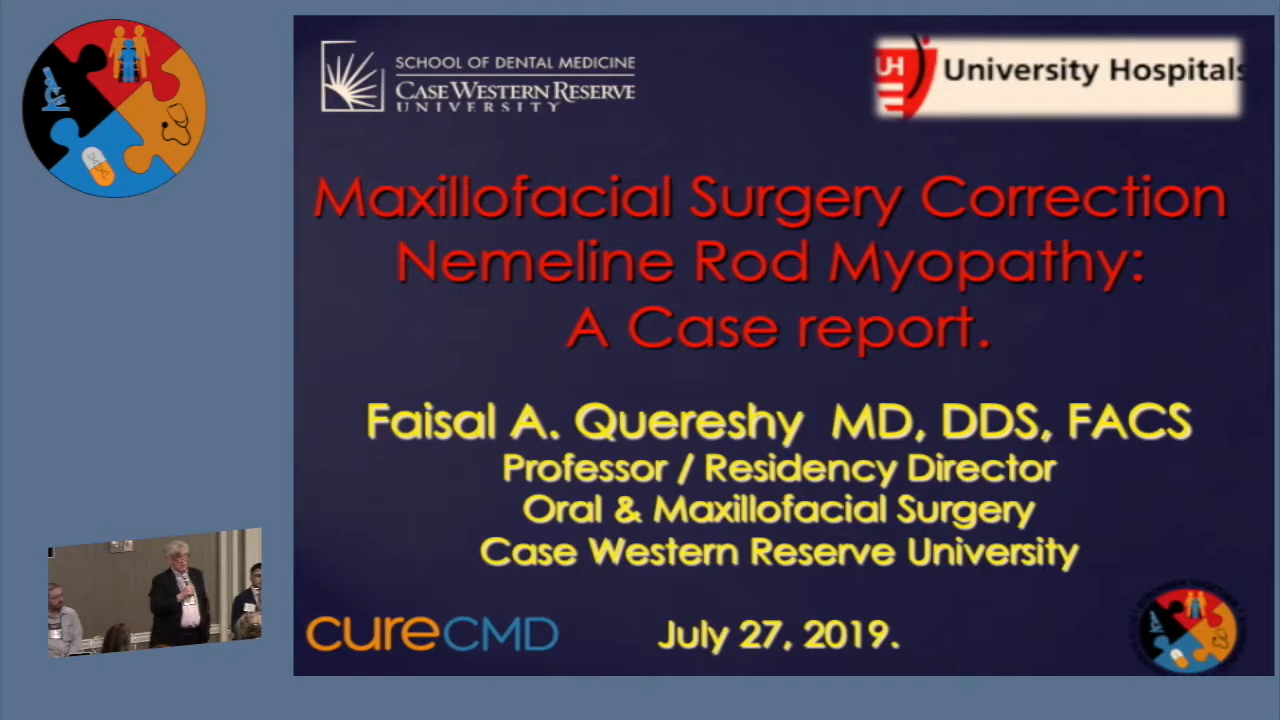 SCHOOL OF DENTAL MEDICINE
CASE WESTERN RESERVE
UNIVERSITY
UH
University Hospitals
Maxillofacial Surgery Correction
Nemeline Rod Myopathy:
A Case report.
Faisal A. Quereshy MD, DDS, FACS
Professor / Residency Director
Oral & Maxillofacial Surgery
Case Western Reserve University
cureCMD
July 27, 2019.